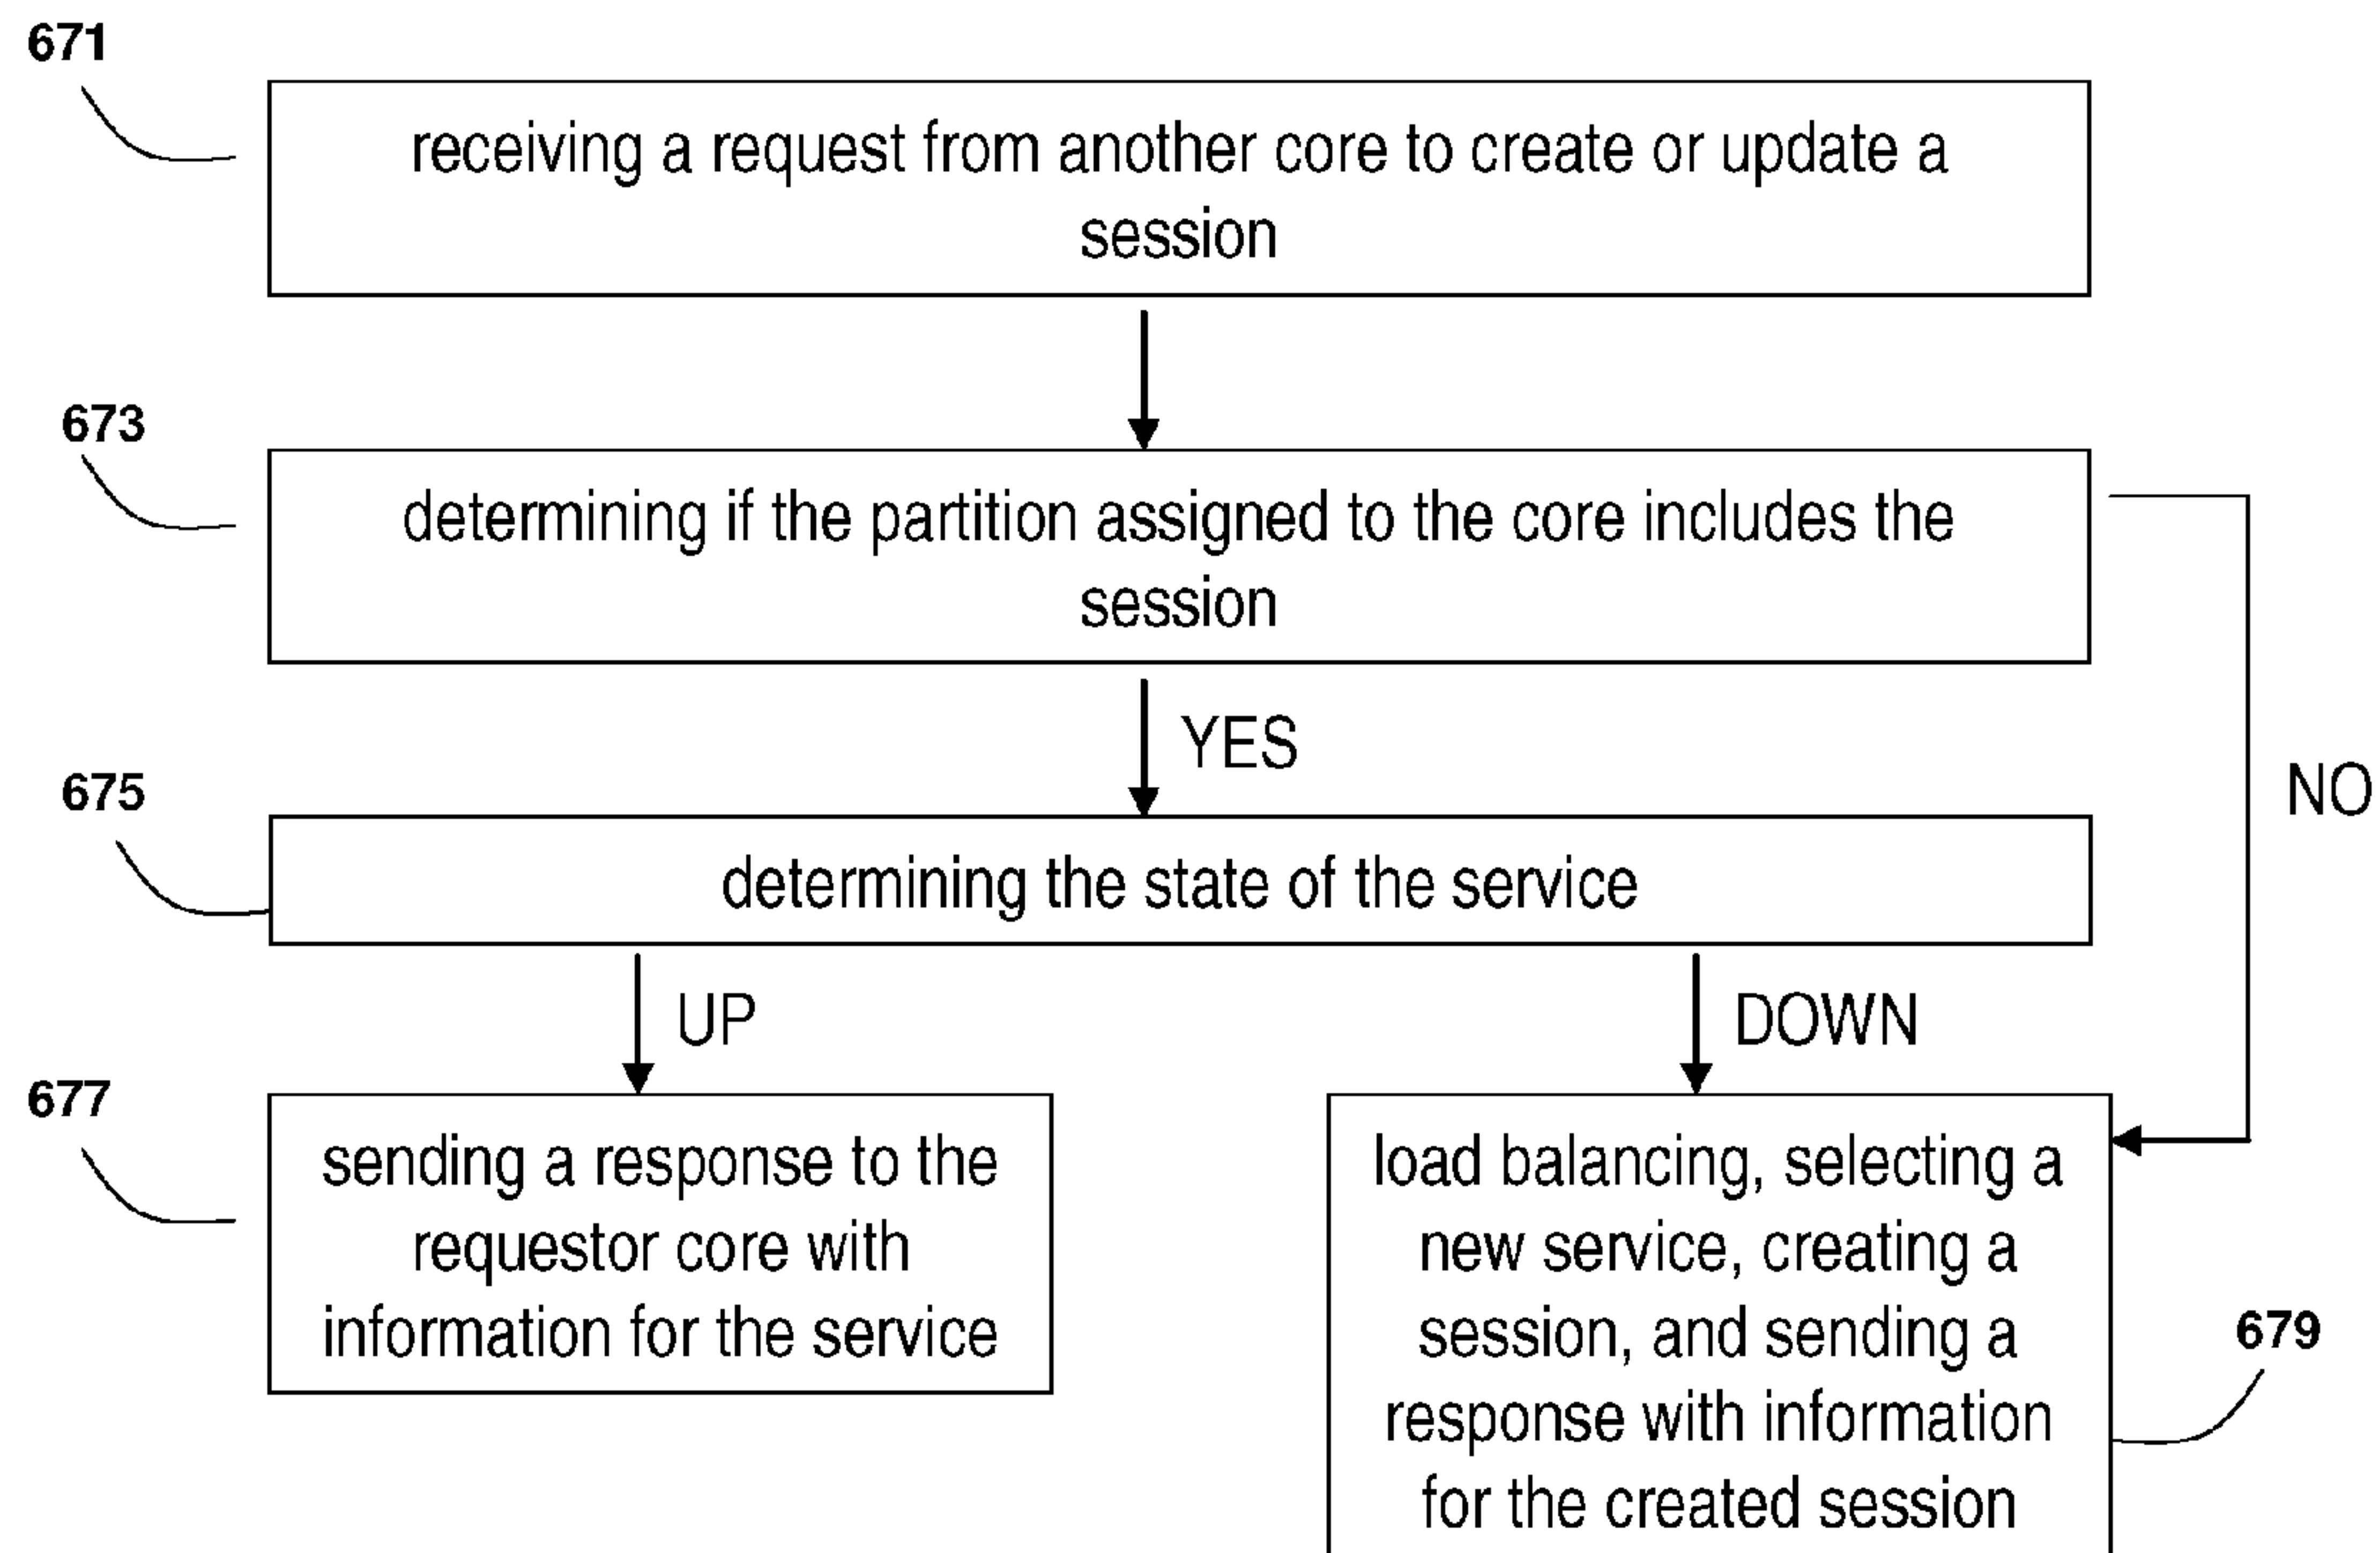 671
receiving a request from another core to create or update a
session
673
determining if the partition assigned to the core includes the
session
YES
NO
675
determining the state of the service
UP
DOWN
677
sending a response to the
requestor core with
information for the service
load balancing, selecting a
new service, creating a
session, and sending a
response with information
for the created session
679